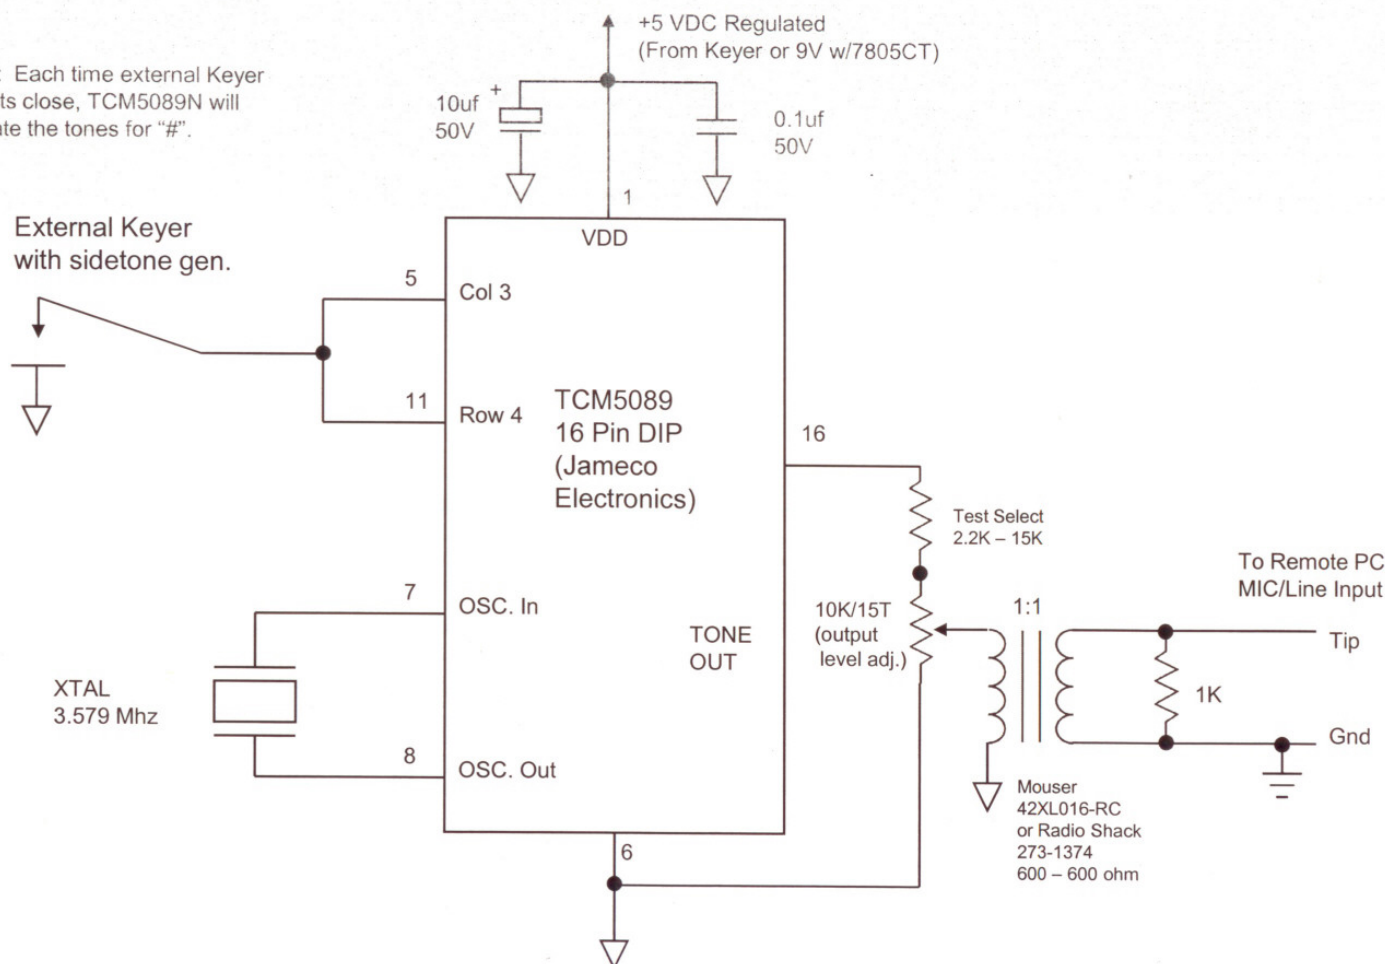 +5 VDC Regulated
(From Keyer or 9V w/7805CT)
: Each time external Keyer
ts close, TCM5089N will
ate the tones for “#”.
10uf
50V
+
0.1uf
50V
1
VDD
External Keyer
with sidetone gen.
5
Col 3
11
Row 4
TCM5089
16 Pin DIP
(Jameco
Electronics)
16
Test Select
2.2K – 15K
7
OSC. In
TONE
OUT
10K/15T
(output
level adj.)
1:1
To Remote PC
MIC/Line Input
Tip
1K
Gnd
XTAL
3.579 Mhz
8
OSC. Out
6
Mouser
42XL016-RC
or Radio Shack
273-1374
600 – 600 ohm